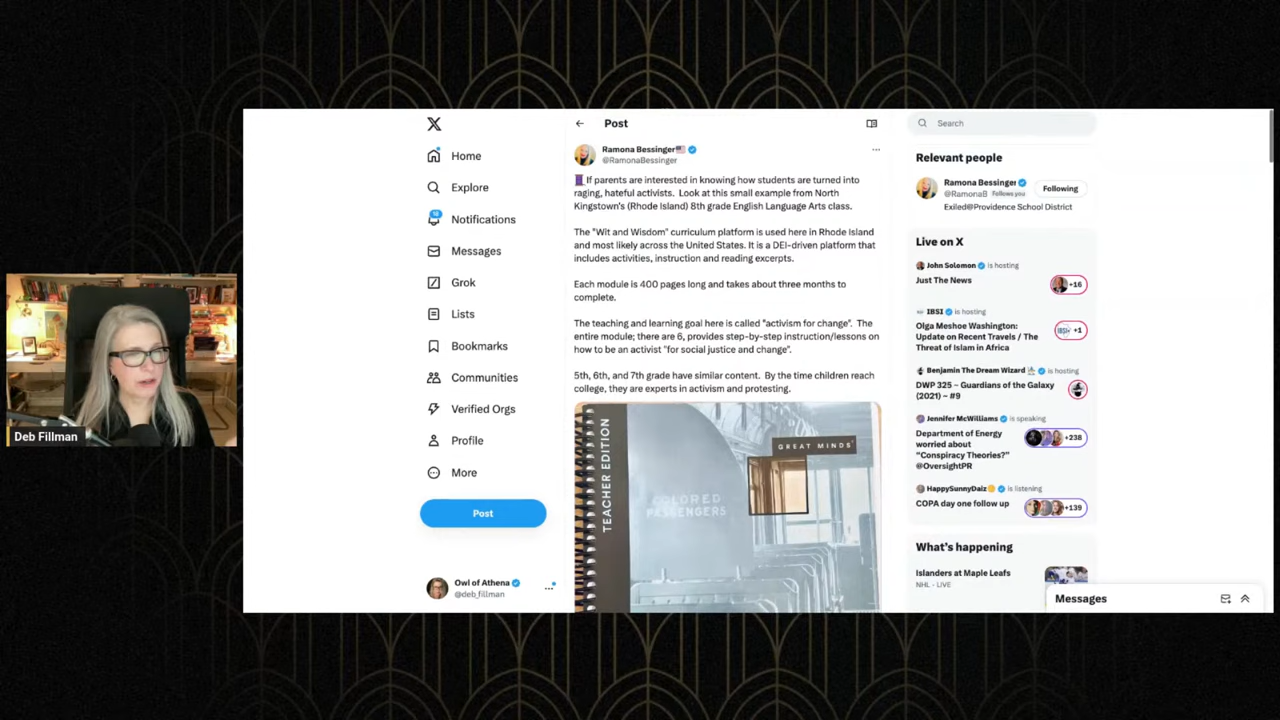 Deb Fillman
X
Home
Explore
Notifications
Messages
Grok
Lists
Bookmarks
Communities
Verified Orgs
Profile
More
Post
Owl of Athena
@deb_fillman
Post
Ramona Bessinger
@RamonaBessinger
If parents are interested in knowing how students are turned into
raging, hateful activists. Look at this small example from North
Kingstown's (Rhode Island) 8th grade English Language Arts class.
The "Wit and Wisdom" curriculum platform is used here in Rhode Island
and most likely across the United States. It is a DEI-driven platform that
includes activities, instruction and reading excerpts.
Each module is 400 pages long and takes about three months to
complete.
The teaching and learning goal here is called "activism for change". The
entire module; there are 6, provides step-by-step instruction/lessons on
how to be an activist "for social justice and change".
5th, 6th, and 7th grade have similar content. By the time children reach
college, they are experts in activism and protesting.
TEACHER EDITION
GREAT MINDS
COLORED
PASSENGERS
Search
Relevant people
Ramona Bessinger
@RamonaB Follows you
Following
Exiled@Providence School District
Live on X
John Solomon is hosting
Just The News
+16
IBSI is hosting
Olga Meshoe Washington:
Update on Recent Travels / The
Threat of Islam in Africa
+1
Benjamin The Dream Wizard is hosting
DWP 325 – Guardians of the Galaxy
(2021) – #9
Jennifer McWilliams is speaking
Department of Energy
worried about
"Conspiracy Theories?"
@OversightPR
+238
HappySunnyDaiz is listening
COPA day one follow up
+139
What's happening
Islanders at Maple Leafs
NHL · LIVE
Messages